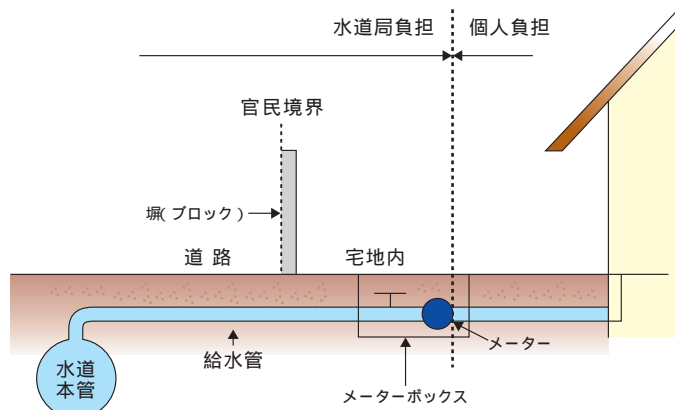 水道局負担 個人負担
官民境界
塀(ブロック)
道路 宅地内
メーター
給水管
水道
本管
メーターボックス